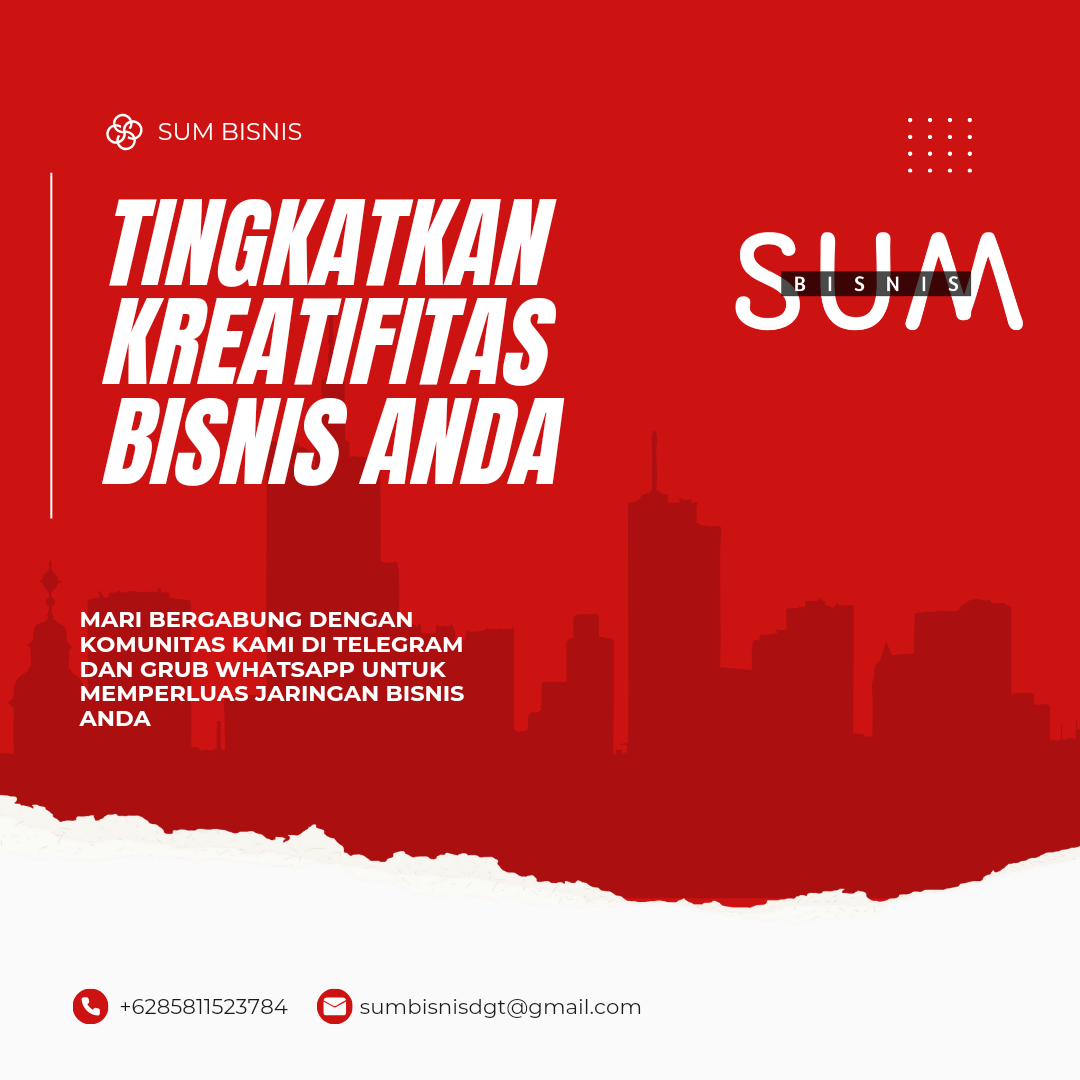 SUM BISNIS
TINGKATKAN
KREATIFITAS
BISNIS ANDA
SUM
BISNIS
MARI BERGABUNG DENGAN
KOMUNITAS KAMI DI TELEGRAM
DAN GRUB WHATSAPP UNTUK
MEMPERLUAS JARINGAN BISNIS
ANDA
+6285811523784
sumbisnisdgt@gmail.com